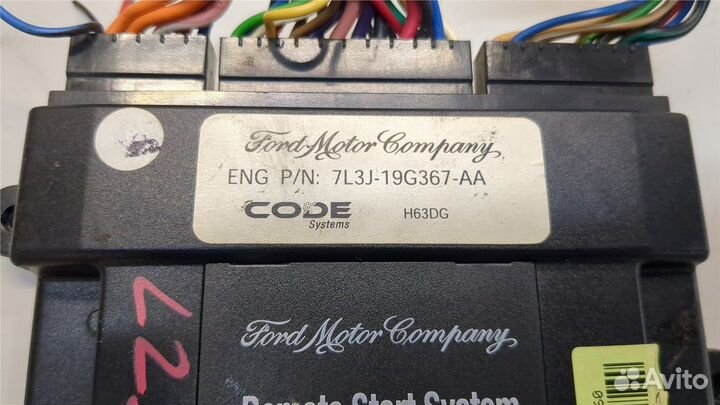 Ford Motor Company
ENG P/N: 7L3J-19G367-AA
CODE
Systems
H63DG
Ford Motor Company
Remote Start System
Avito